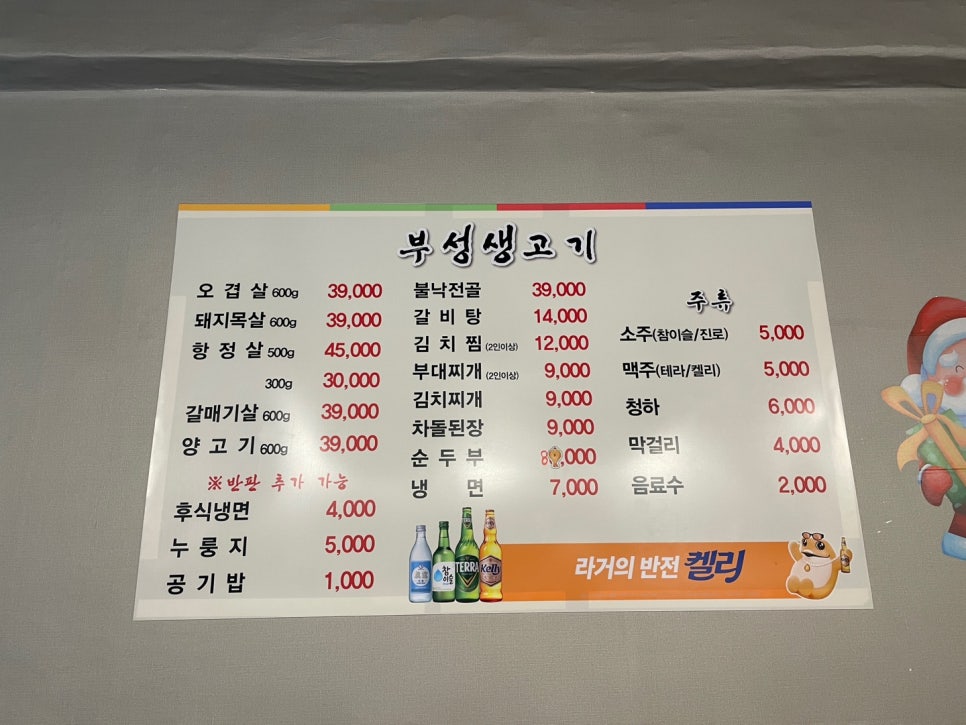 부성생고기
오겹살 600g 39,000
돼지목살 600g 39,000
항정살 500g 45,000
300g 30,000
갈매기살 600g 39,000
양고기 600g 39,000
※반판 추가 가능
후식냉면 4,000
누룽지 5,000
공기밥 1,000
불낙전골 39,000
갈비탕 14,000
김치찜 (2인이상) 12,000
부대찌개 (2인이상) 9,000
김치찌개 9,000
차돌된장 9,000
순두부
냉면 7,000
주류
소주(참이슬/진로) 5,000
맥주(테라/켈리) 5,000
청하 6,000
막걸리 4,000
음료수 2,000
참이슬
TERRA
Kelly
라거의 반전 켈리